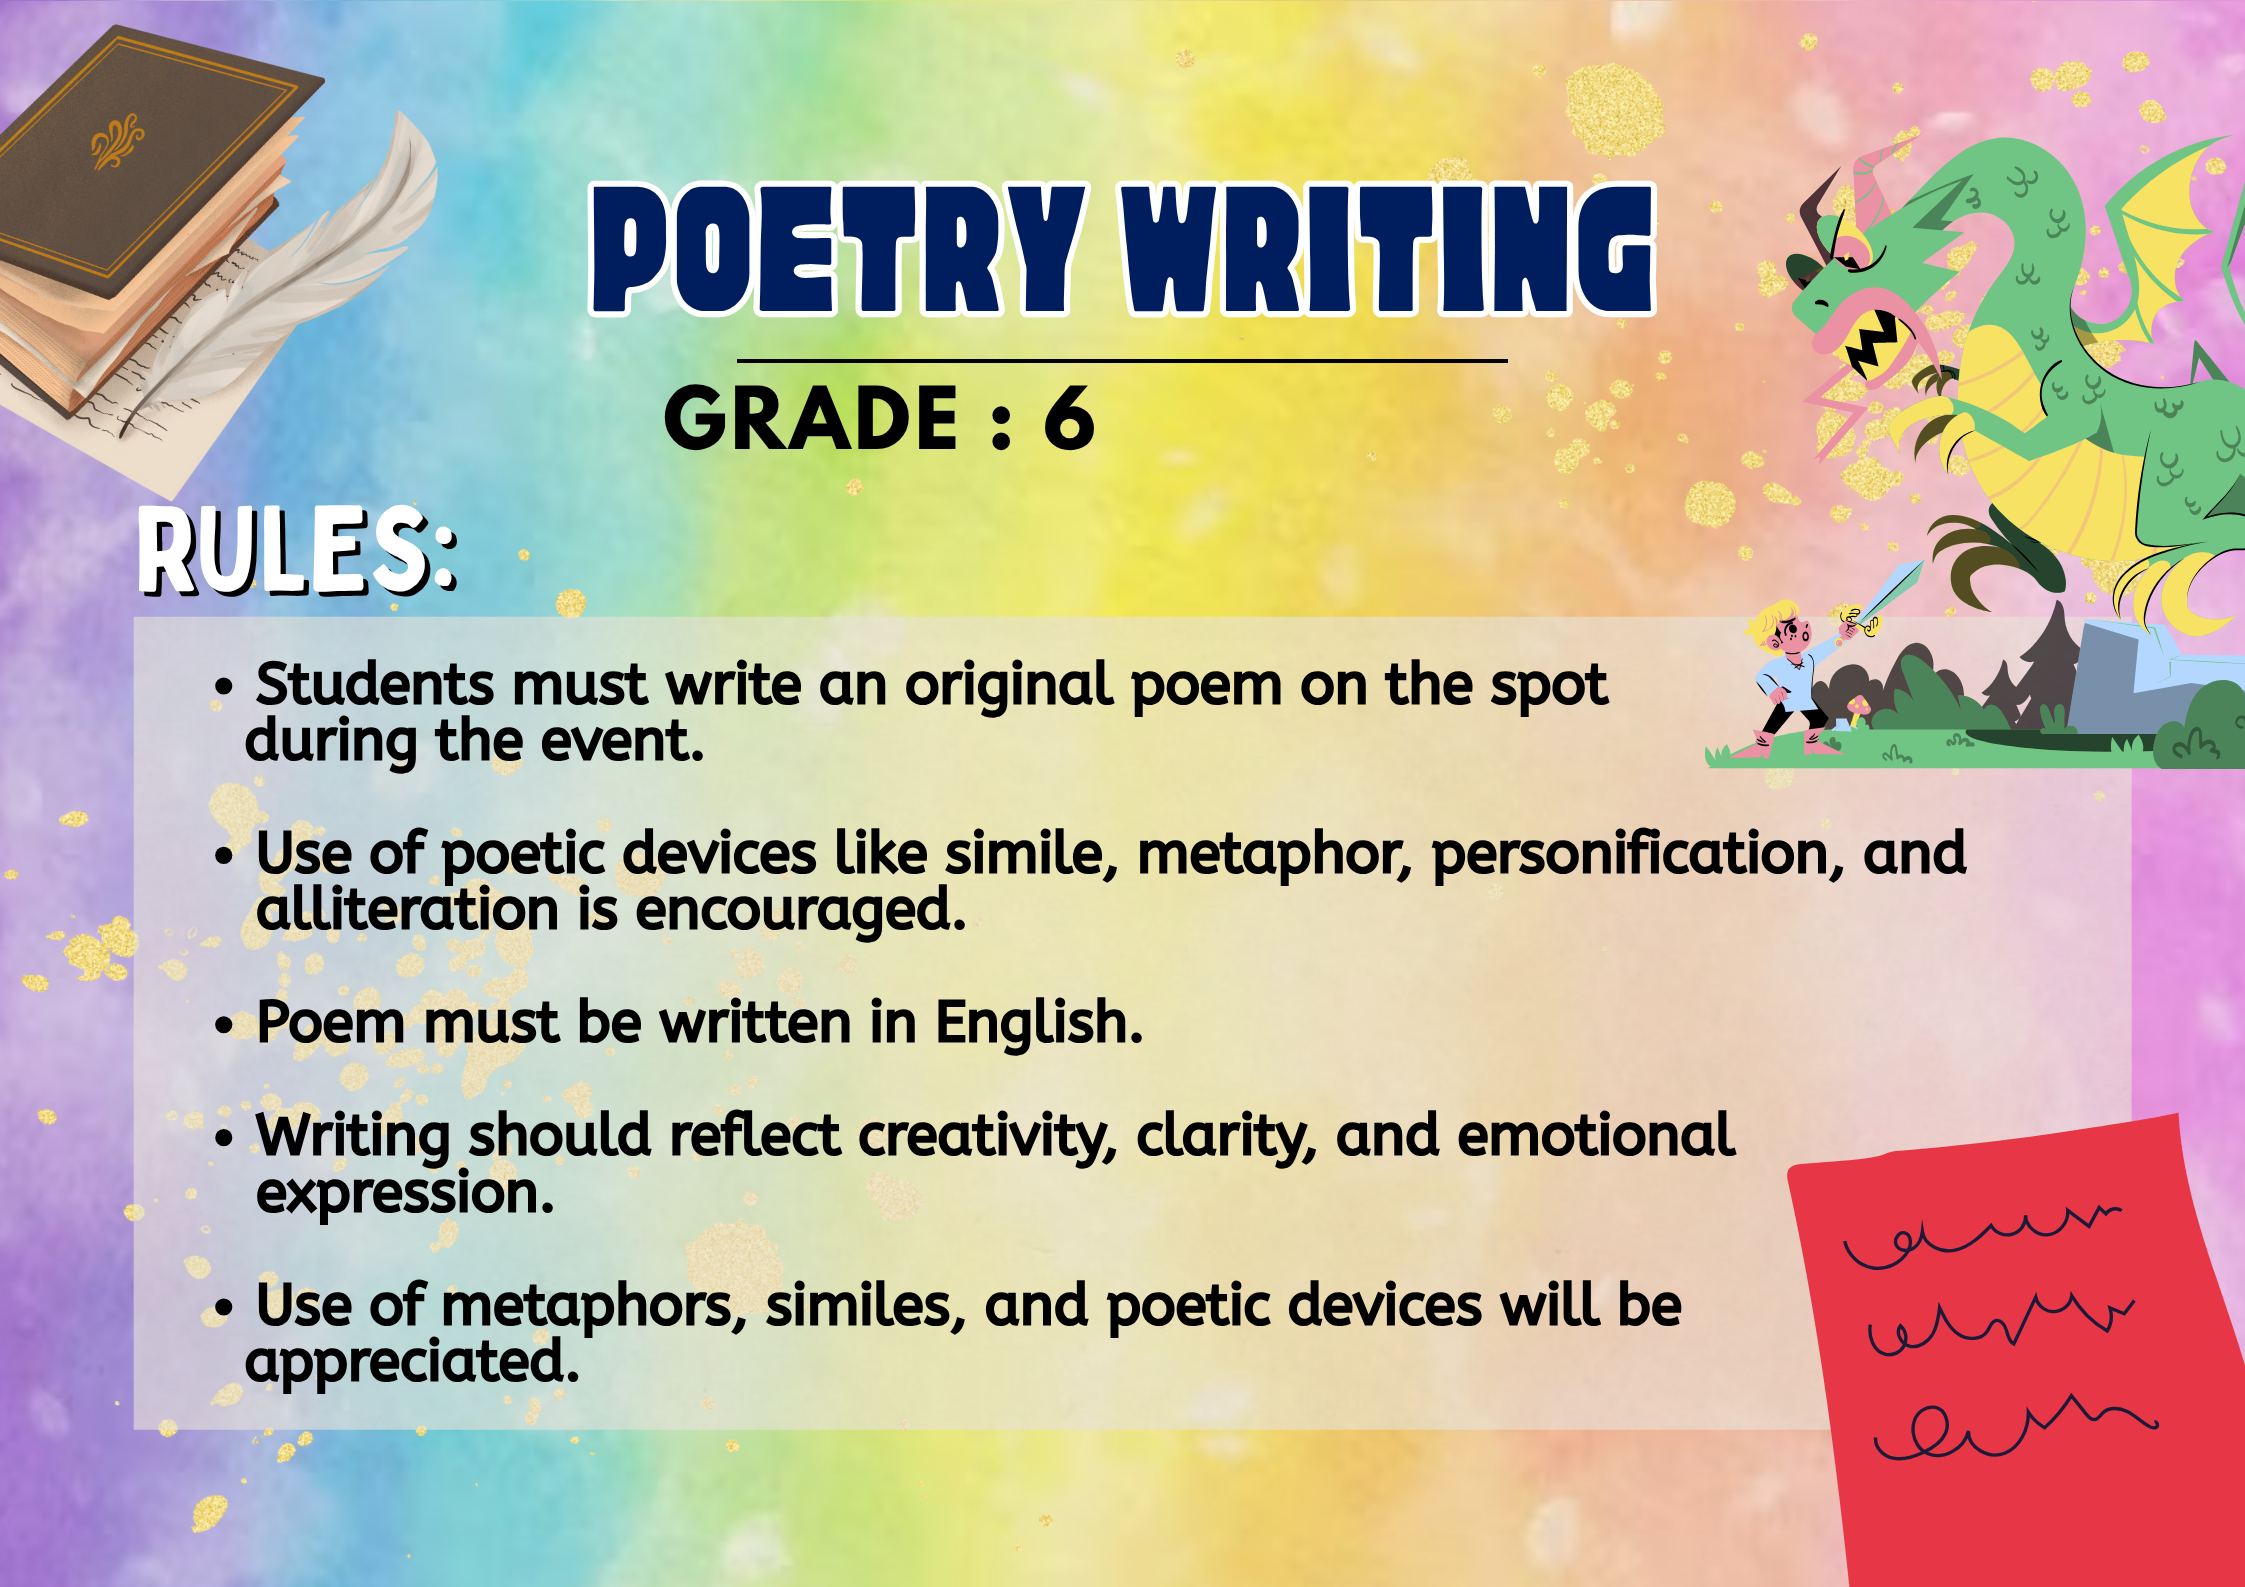 POETRY WRITING
GRADE : 6
RULES:
• Students must write an original poem on the spot
during the event.
• Use of poetic devices like simile, metaphor, personification, and
alliteration is encouraged.
• Poem must be written in English.
• Writing should reflect creativity, clarity, and emotional
expression.
• Use of metaphors, similes, and poetic devices will be
appreciated.